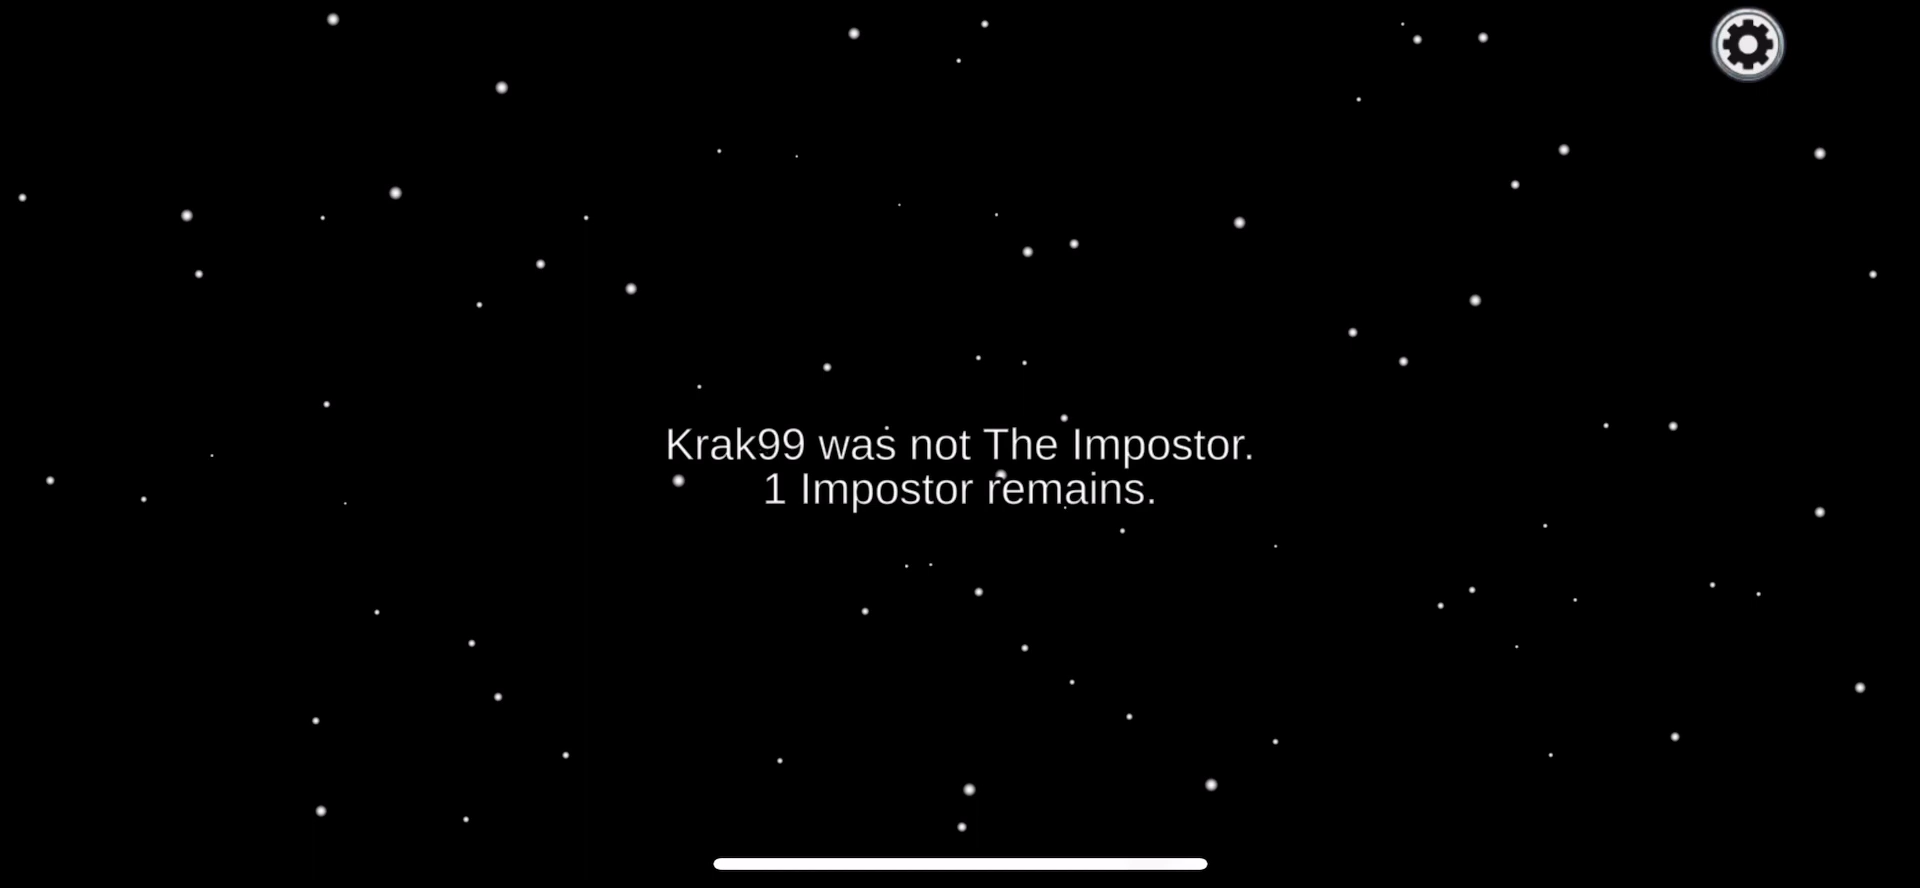 Krak99 was not The Impostor.
1 Impostor remains.